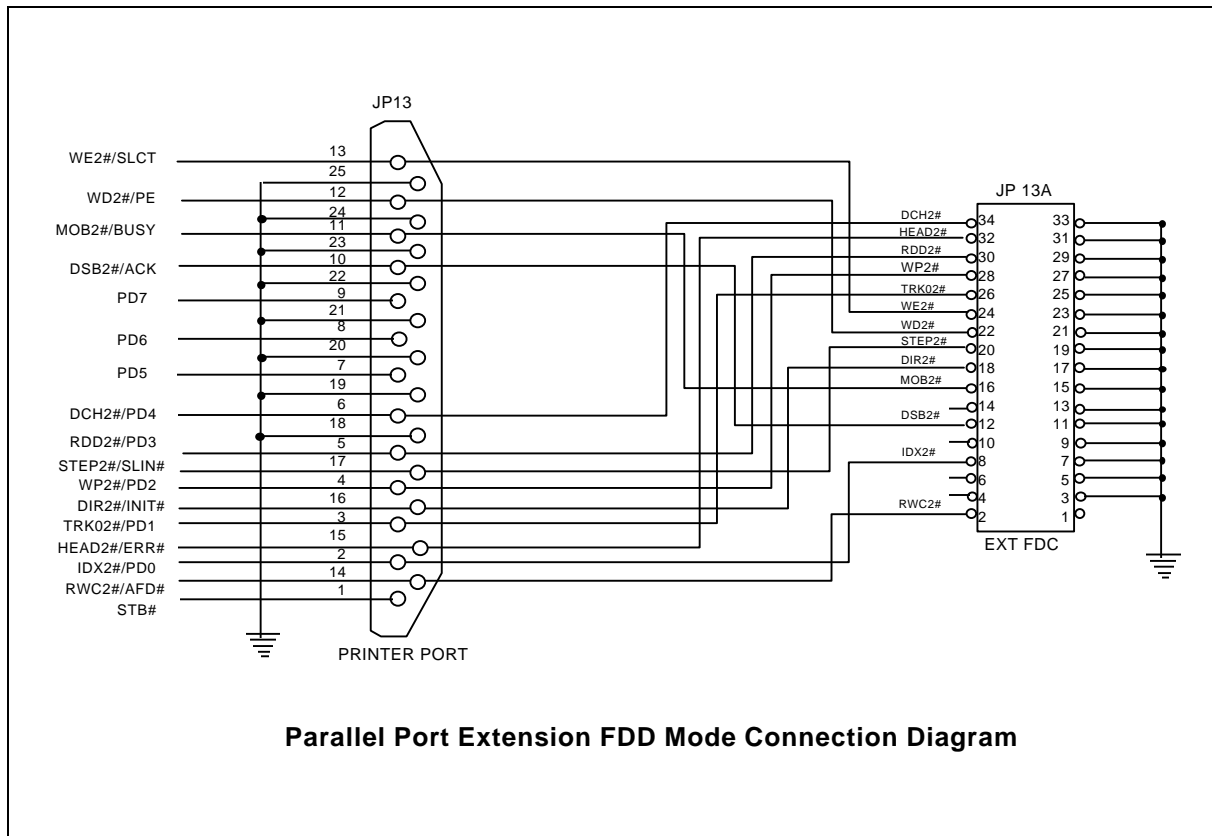 JP13
WE2#/SLCT
WD2#/PE
MOB2#/BUSY
DSB2#/ACK
PD7
PD6
PD5
DCH2#/PD4
RDD2#/PD3
STEP2#/SLIN#
WP2#/PD2
DIR2#/INIT#
TRK02#/PD1
HEAD2#/ERR#
IDX2#/PD0
RWC2#/AFD#
STB#
13
25
12
24
11
23
10
22
9
21
8
20
7
19
6
18
5
17
4
16
3
15
2
14
1
PRINTER PORT
JP 13A
DCH2#
HEAD2#
RDD2#
WP2#
TRK02#
WE2#
WD2#
STEP2#
DIR2#
MOB2#
DSB2#
IDX2#
RWC2#
34 33
32 31
30 29
28 27
26 25
24 23
22 21
20 19
18 17
16 15
14 13
12 11
10 9
8 7
6 5
4 3
2 1
EXT FDC
Parallel Port Extension FDD Mode Connection Diagram